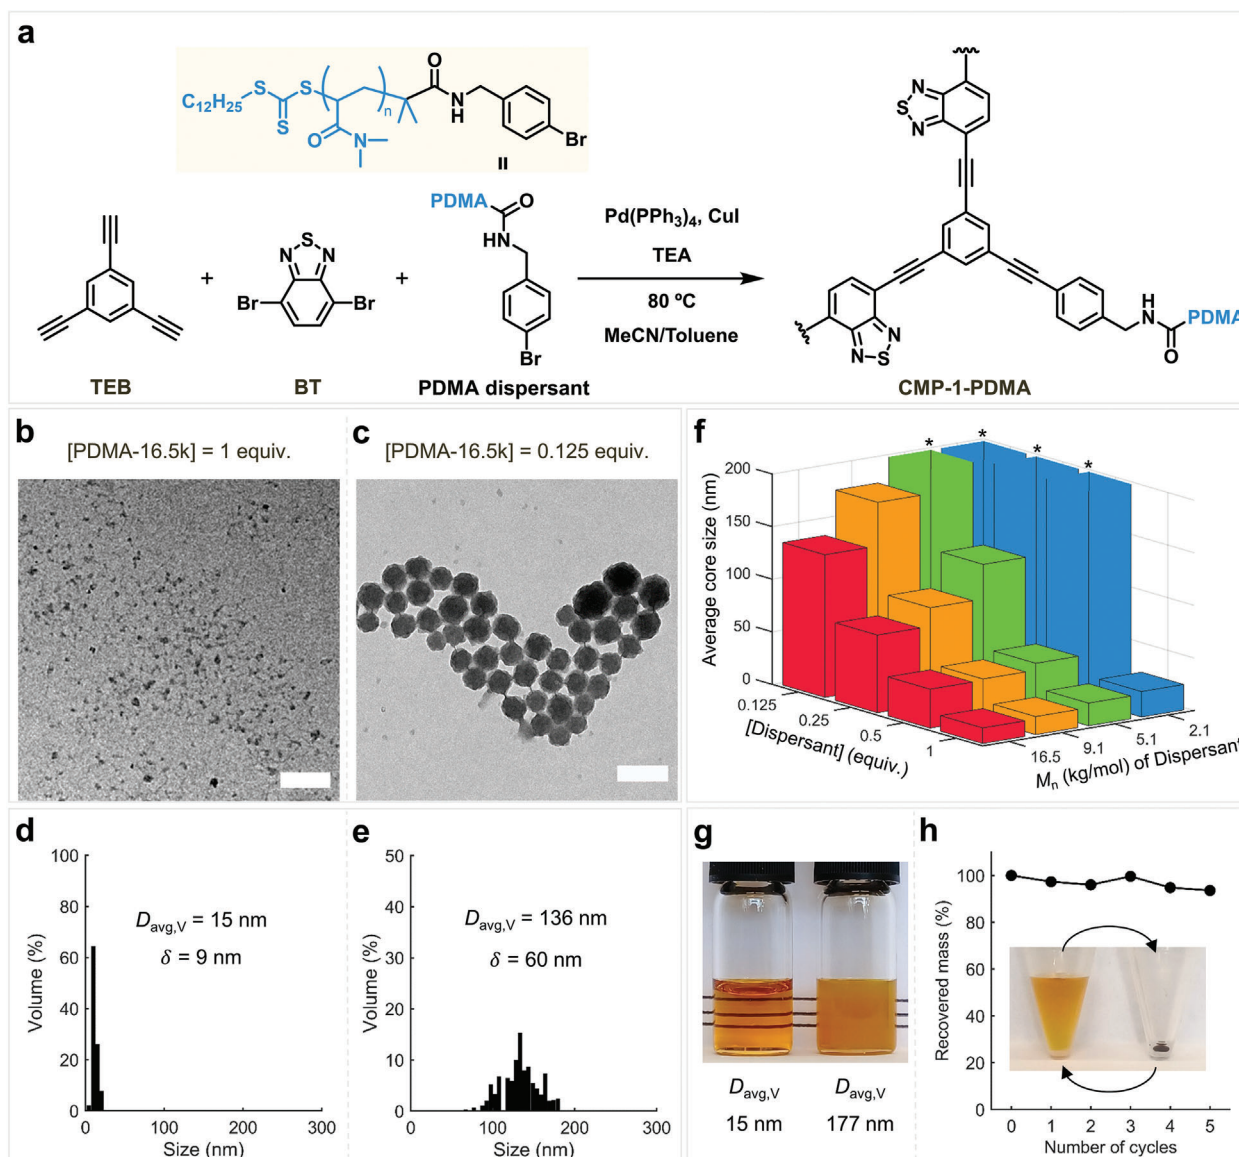 a
C12H25
S
S
S
n
O
N
O
NH
Br
II
TEB
+
Br
N
S
N
Br
BT
+
PDMA
O
NH
Br
PDMA dispersant
Pd(PPh3)4, CuI
TEA
80 ºC
MeCN/Toluene
N
S
N
N
S
N
H
N
O
PDMA
CMP-1-PDMA
b
[PDMA-16.5k] = 1 equiv.
c
[PDMA-16.5k] = 0.125 equiv.
d
Volume (%)
100
80
60
40
20
0
Davg,V = 15 nm
δ = 9 nm
0 100 200 300
Size (nm)
e
Volume (%)
50
40
30
20
10
0
Davg,V = 136 nm
δ = 60 nm
0 100 200 300
Size (nm)
f
Average core size (nm)
200
150
100
50
0
* * * *
0.125
0.25
0.5
1
[Dispersant] (equiv.)
16.5
9.1
5.1
2.1
Mn (kg/mol) of Dispersant
g
Davg,V
15 nm
Davg,V
177 nm
h
Recovered mass (%)
100
80
60
40
20
0
0 1 2 3 4 5
Number of cycles